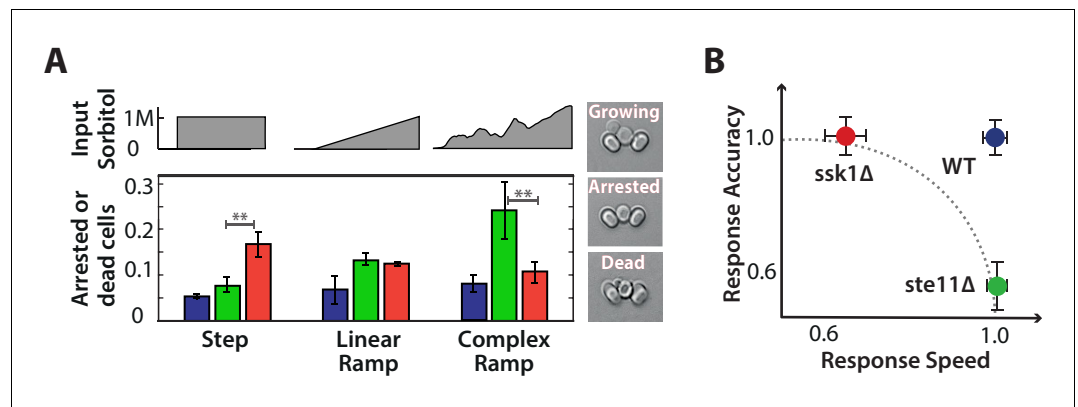 A
Input
Sorbitol
1M
0
Growing
Arrested
Dead
Arrested or
dead cells
0.3
0.2
0.1
0
**
**
Step
Linear
Ramp
Complex
Ramp
B
Response Accuracy
1.0
0.6
ssk1Δ
WT
ste11Δ
0.6
1.0
Response Speed